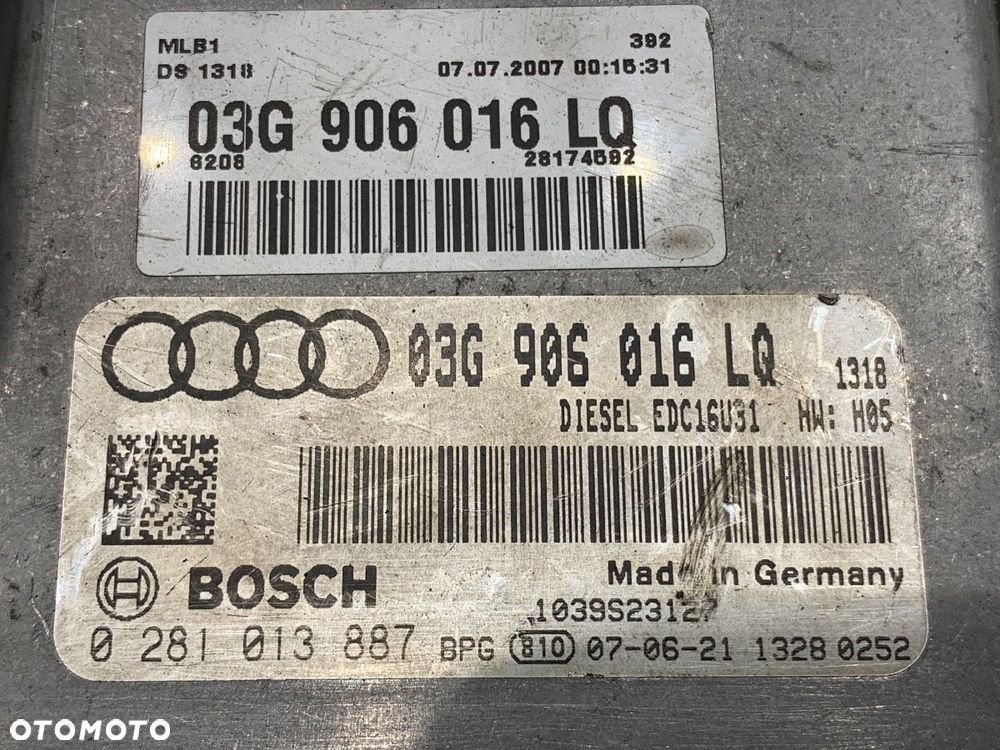 MLB1 392
DS 1318 07.07.2007 00:15:31
03G 906 016 LQ
6208 28174592
03G 906 016 LQ 1318
DIESEL EDC16U31 HW: H05
BOSCH Made in Germany
1039S23127
0 281 013 887 BPG 810 07-06-21 1328 0252
OTOMOTO